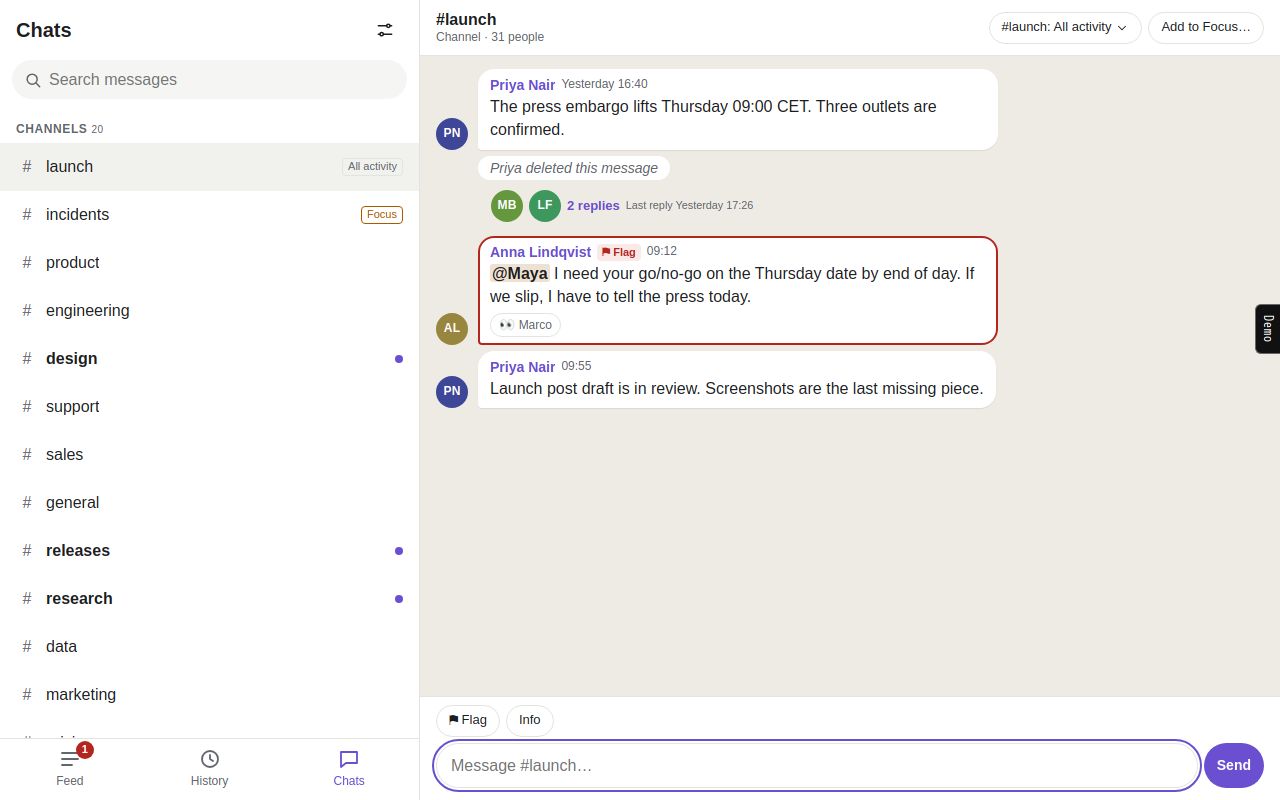 Chats
Search messages
CHANNELS 20
# launch All activity
# incidents Focus
# product
# engineering
# design
# support
# sales
# general
# releases
# research
# data
# marketing
1
Feed
History
Chats
#launch
Channel · 31 people
#launch: All activity
Add to Focus…
Priya Nair Yesterday 16:40
The press embargo lifts Thursday 09:00 CET. Three outlets are
confirmed.
PN
Priya deleted this message
MB LF 2 replies Last reply Yesterday 17:26
Anna Lindqvist Flag 09:12
@Maya I need your go/no-go on the Thursday date by end of day. If
we slip, I have to tell the press today.
👀 Marco
AL
Priya Nair 09:55
Launch post draft is in review. Screenshots are the last missing piece.
PN
Demo
Flag
Info
Message #launch…
Send